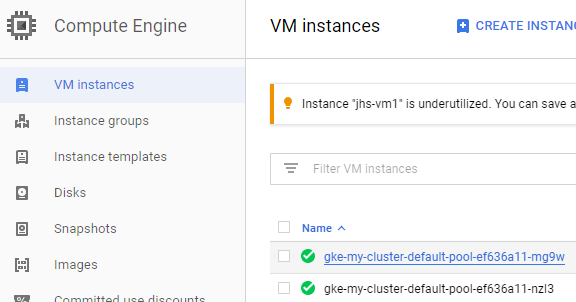 Compute Engine
VM instances
Instance groups
Instance templates
Disks
Snapshots
Images
Committed use discounts
VM instances
CREATE INSTAN
Instance "jhs-vm1" is underutilized. You can save a
Filter VM instances
Name
gke-my-cluster-default-pool-ef636a11-mg9w
gke-my-cluster-default-pool-ef636a11-nzl3